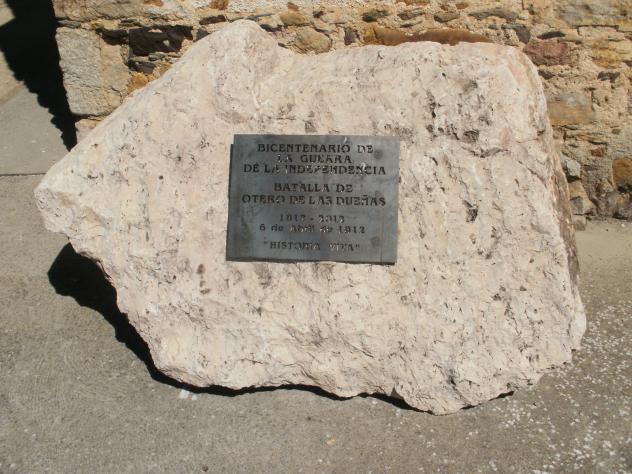 BICENTENARIO DE
LA GUERRA
DE LA INDEPENDENCIA
BATALLA DE
OTERO DE LAS DUEÑAS
1812 - 2012
6 de Abril de 1812
"HISTORIA VIVA"